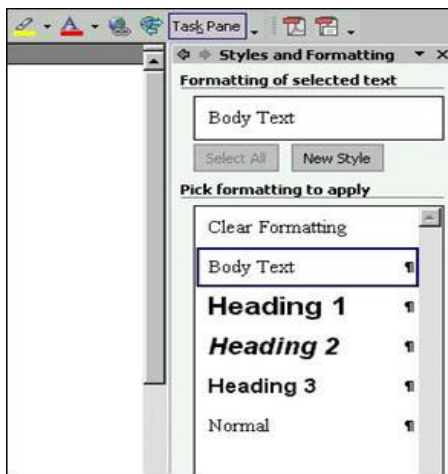 Task Pane
Styles and Formatting
Formatting of selected text
Body Text
Select All New Style
Pick formatting to apply
Clear Formatting
Body Text ¶
Heading 1 ¶
Heading 2 ¶
Heading 3 ¶
Normal ¶